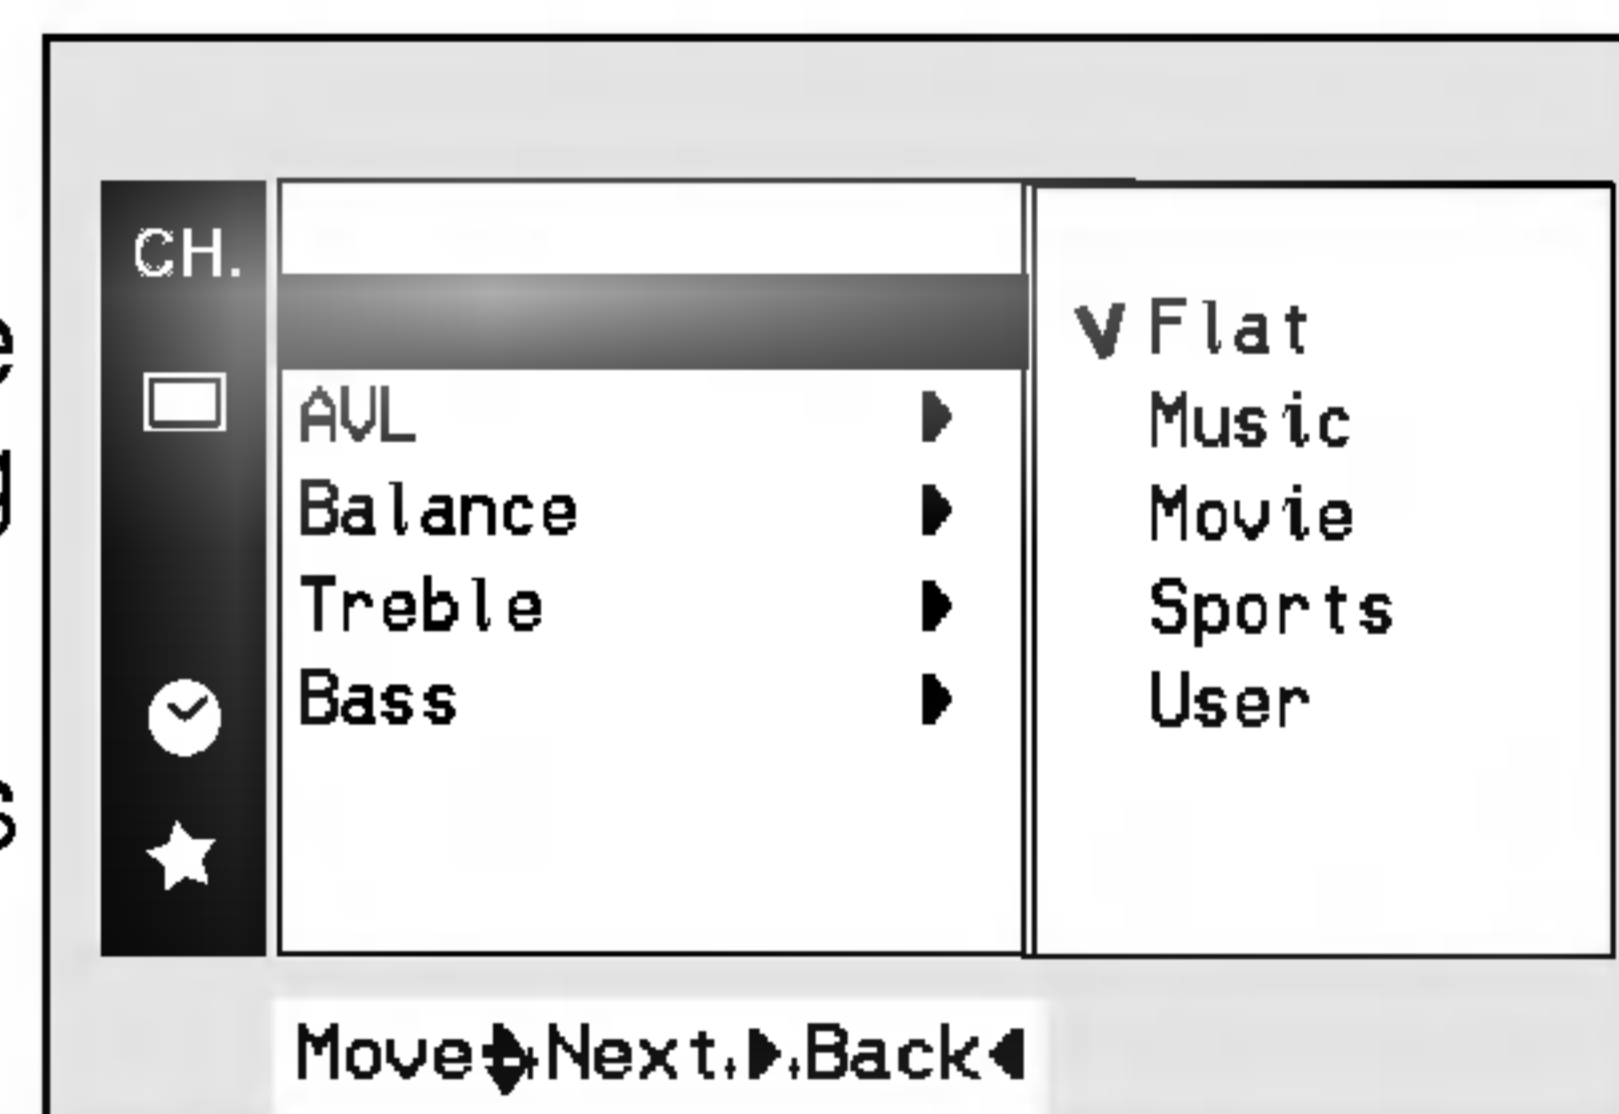 CH.
Flat
AVL
Music
Balance
Movie
Treble
Sports
Bass
User
Move Next Back